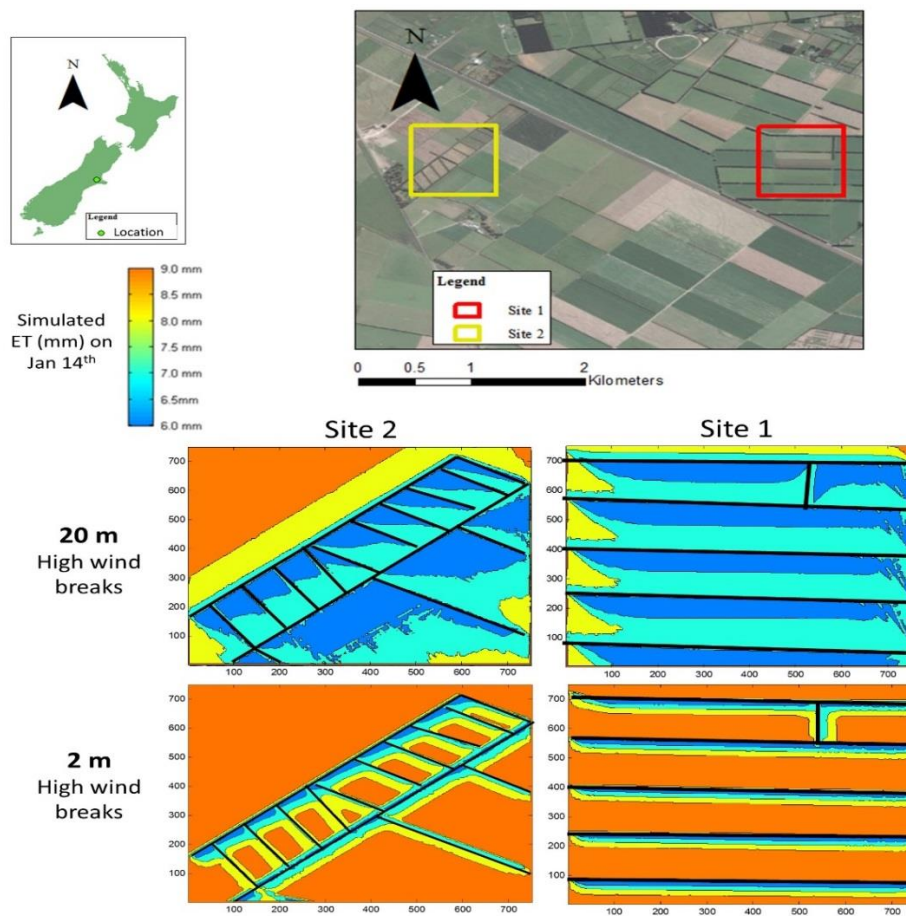 N
Legend
Location
N
Legend
Site 1
Site 2
0 0.5 1 2
Kilometers
Simulated
ET (mm) on
Jan 14th
9.0 mm
8.5 mm
8.0 mm
7.5 mm
7.0 mm
6.5 mm
6.0 mm
Site 2
Site 1
20 m
High wind
breaks
700
600
500
400
300
200
100
100 200 300 400 500 600 700
700
600
500
400
300
200
100
100 200 300 400 500 600 700
2 m
High wind
breaks
700
600
500
400
300
200
100
100 200 300 400 500 600 700
700
600
500
400
300
200
100
100 200 300 400 500 600 700